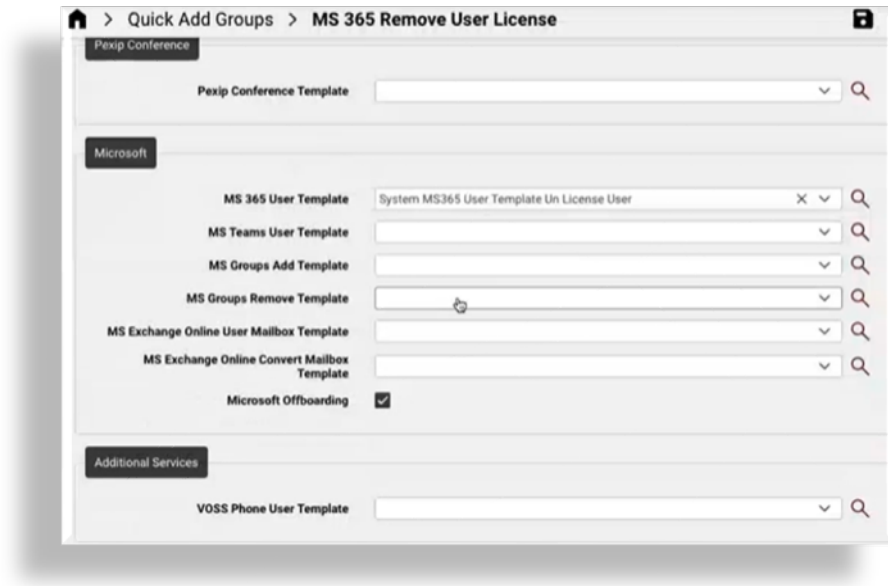 Quick Add Groups > MS 365 Remove User License
Pexip Conference
Pexip Conference Template
Microsoft
MS 365 User Template System MS365 User Template Un License User
MS Teams User Template
MS Groups Add Template
MS Groups Remove Template
MS Exchange Online User Mailbox Template
MS Exchange Online Convert Mailbox
Template
Microsoft Offboarding
Additional Services
VOSS Phone User Template